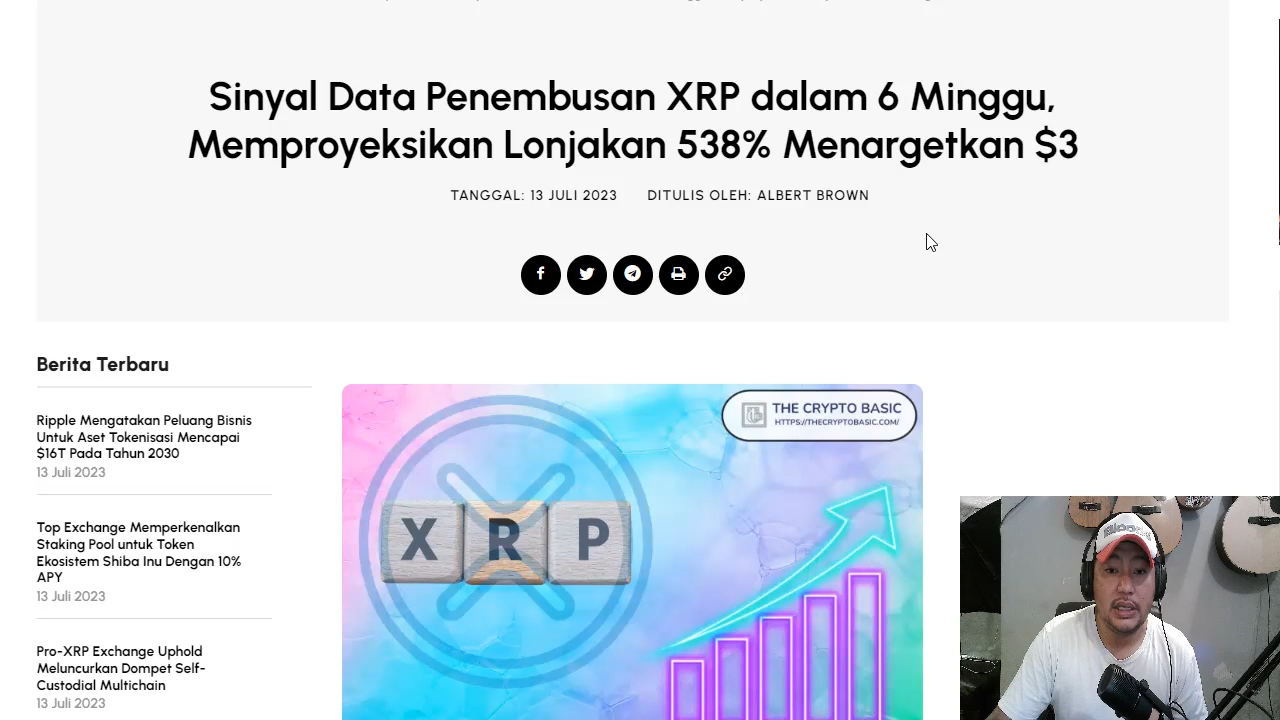 Sinyal Data Penembusan XRP dalam 6 Minggu,
Memproyeksikan Lonjakan 538% Menargetkan $3
TANGGAL: 13 JULI 2023 DITULIS OLEH: ALBERT BROWN
Berita Terbaru
Ripple Mengatakan Peluang Bisnis
Untuk Aset Tokenisasi Mencapai
$16T Pada Tahun 2030
13 Juli 2023
Top Exchange Memperkenalkan
Staking Pool untuk Token
Ekosistem Shiba Inu Dengan 10%
APY
13 Juli 2023
Pro-XRP Exchange Uphold
Meluncurkan Dompet Self-
Custodial Multichain
13 Juli 2023
THE CRYPTO BASIC
HTTPS://THECRYPTOBASIC.COM/
X R P